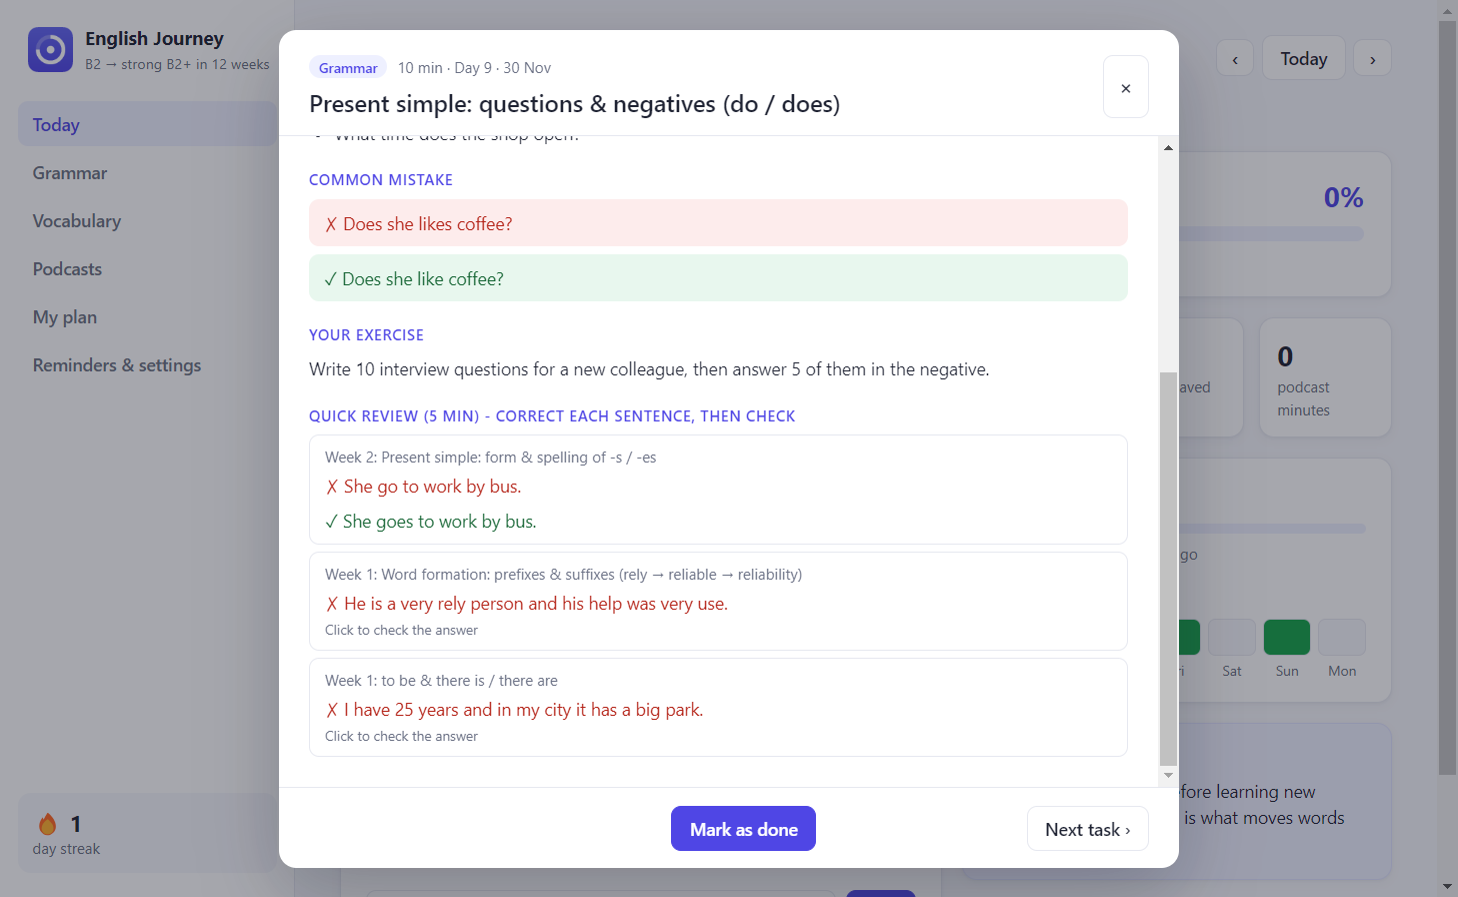 English Journey
B2 → strong B2+ in 12 weeks
Today
Grammar
Vocabulary
Podcasts
My plan
Reminders & settings
🔥 1
day streak
Grammar 10 min · Day 9 · 30 Nov
Present simple: questions & negatives (do / does)
×
• What time does the shop open?
COMMON MISTAKE
✗ Does she likes coffee?
✓ Does she like coffee?
YOUR EXERCISE
Write 10 interview questions for a new colleague, then answer 5 of them in the negative.
QUICK REVIEW (5 MIN) - CORRECT EACH SENTENCE, THEN CHECK
Week 2: Present simple: form & spelling of -s / -es
✗ She go to work by bus.
✓ She goes to work by bus.
Week 1: Word formation: prefixes & suffixes (rely → reliable → reliability)
✗ He is a very rely person and his help was very use.
Click to check the answer
Week 1: to be & there is / there are
✗ I have 25 years and in my city it has a big park.
Click to check the answer
Mark as done
Next task ›
‹ Today ›
0%
0
podcast
minutes
go
Sat Sun Mon
learning new
is what moves words